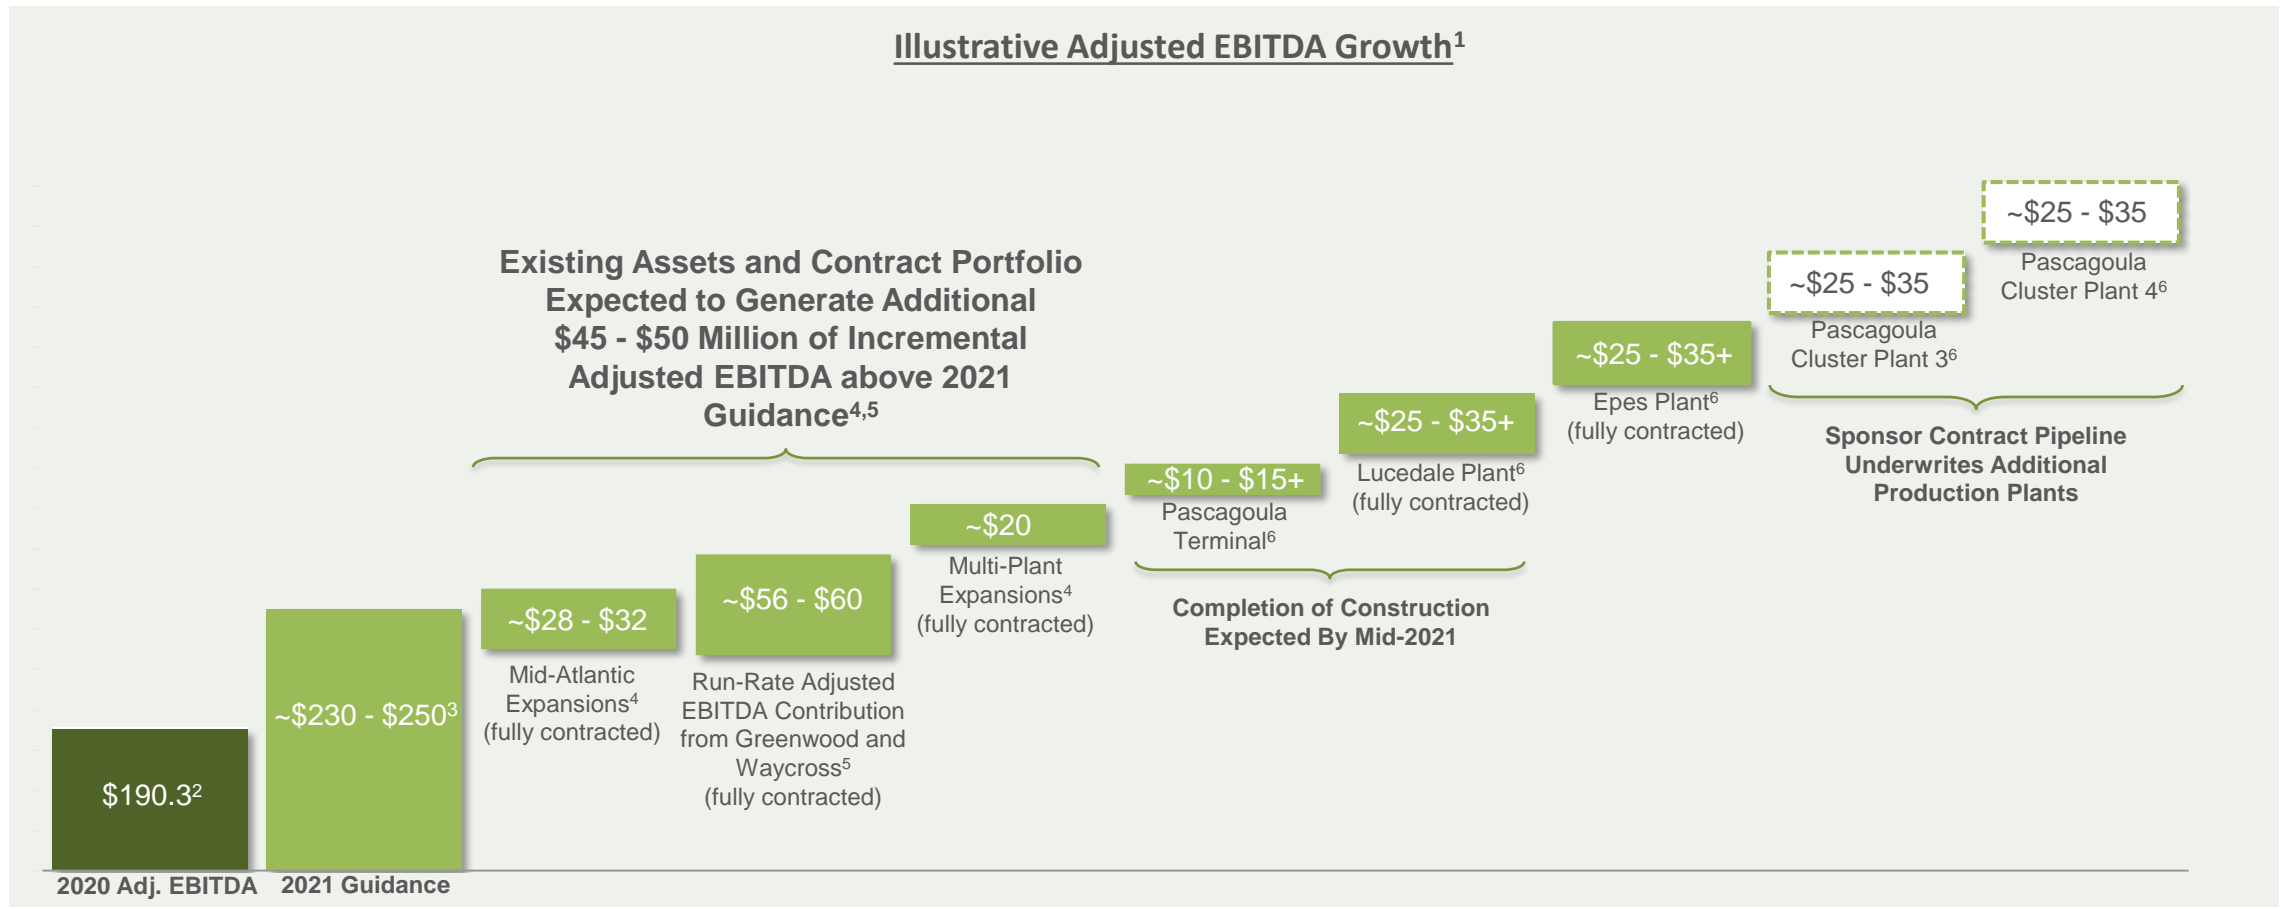 Illustrative Adjusted EBITDA Growth¹
Existing Assets and Contract Portfolio
Expected to Generate Additional
$45 - $50 Million of Incremental
Adjusted EBITDA above 2021
Guidance⁴,⁵
$190.3²
2020 Adj. EBITDA
~$230 - $250³
2021 Guidance
~$28 - $32
Mid-Atlantic
Expansions⁴
(fully contracted)
~$56 - $60
Run-Rate Adjusted
EBITDA Contribution
from Greenwood and
Waycross⁵
(fully contracted)
~$20
Multi-Plant
Expansions⁴
(fully contracted)
~$10 - $15+
Pascagoula
Terminal⁶
~$25 - $35+
Lucedale Plant⁶
(fully contracted)
Completion of Construction
Expected By Mid-2021
~$25 - $35+
Epes Plant⁶
(fully contracted)
~$25 - $35
Pascagoula
Cluster Plant 3⁶
~$25 - $35
Pascagoula
Cluster Plant 4⁶
Sponsor Contract Pipeline
Underwrites Additional
Production Plants